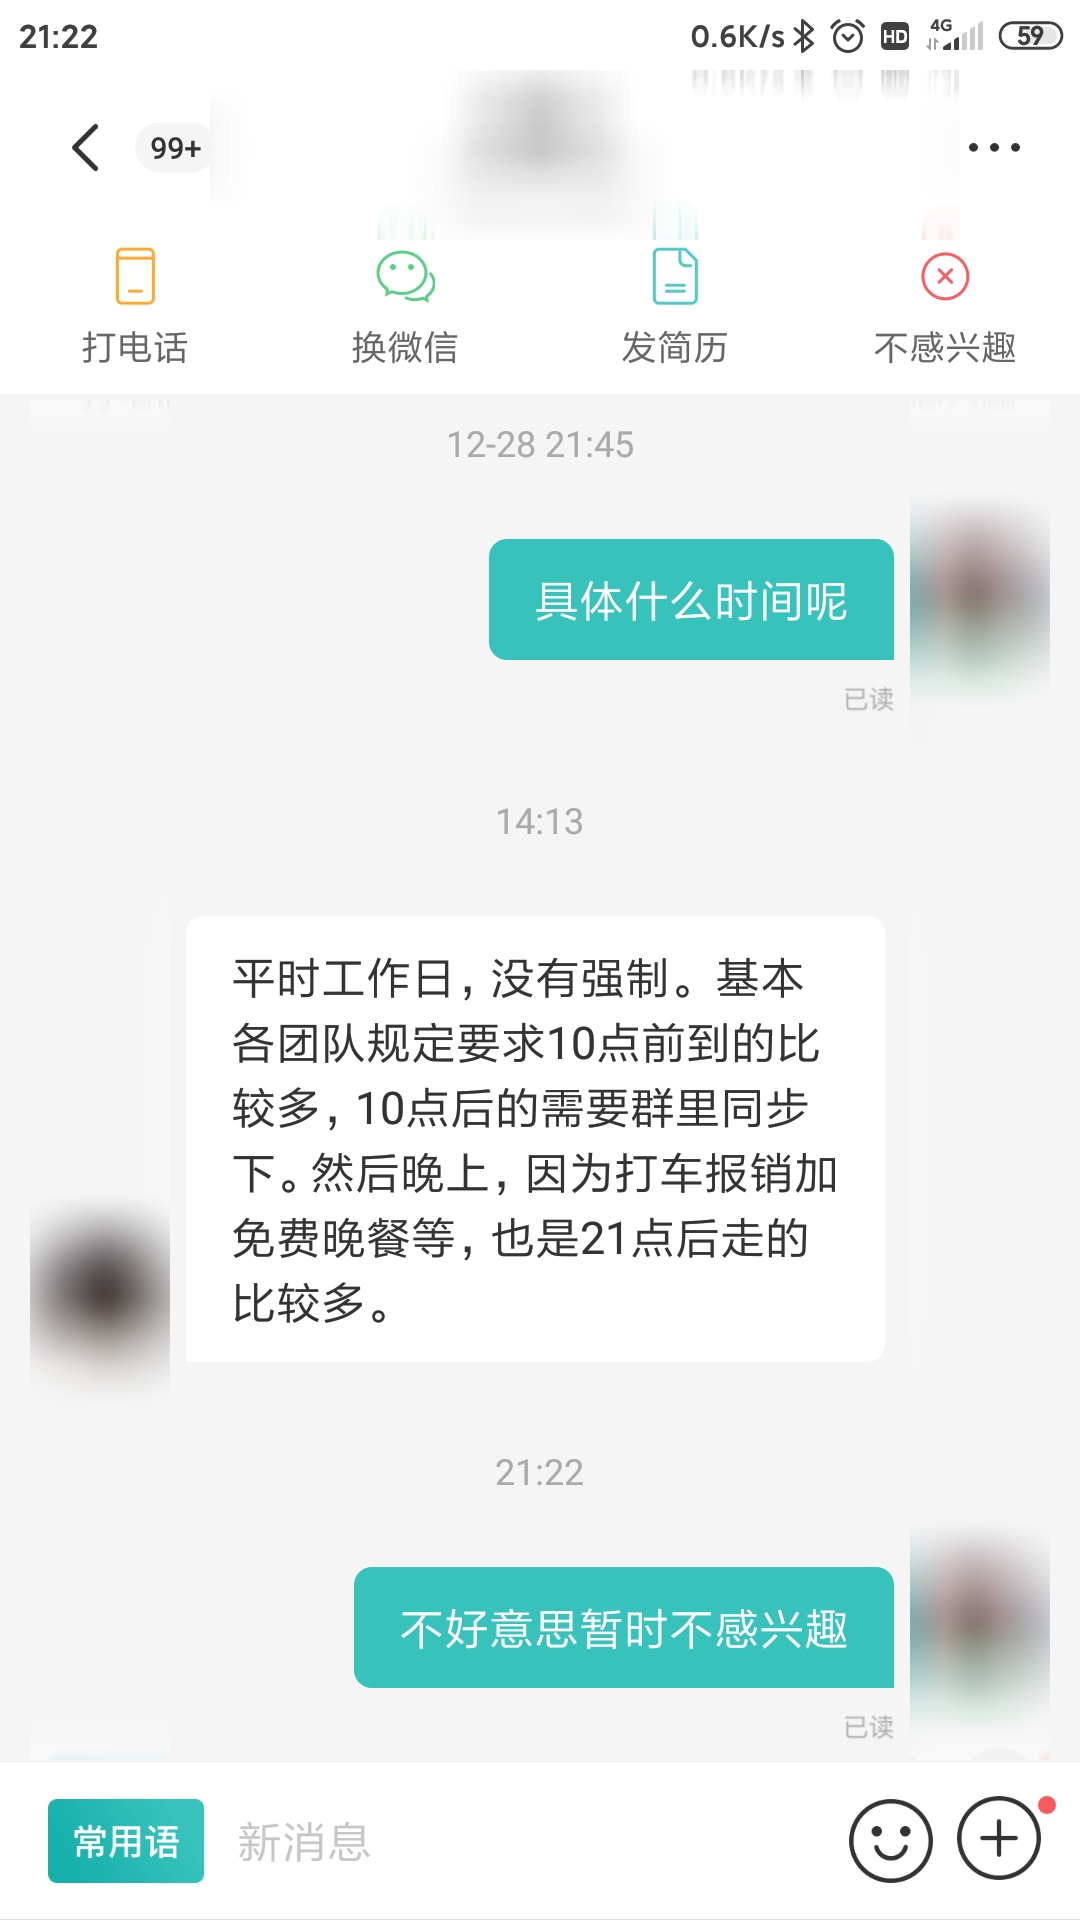 21:22 0.6K/s HD 4G 59
99+
打电话 换微信 发简历 不感兴趣
12-28 21:45
具体什么时间呢
已读
14:13
平时工作日，没有强制。基本
各团队规定要求10点前到的比
较多，10点后的需要群里同步
下。然后晚上，因为打车报销加
免费晚餐等，也是21点后走的
比较多。
21:22
不好意思暂时不感兴趣
已读
常用语 新消息